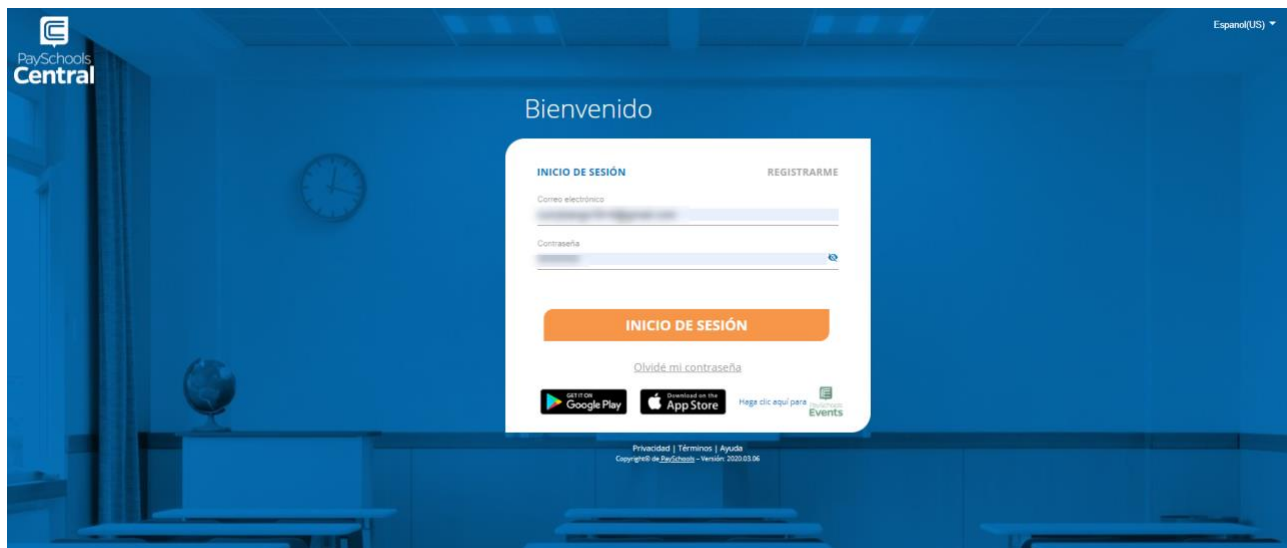 Espanol(US)
PaySchools
Central
Bienvenido
INICIO DE SESIÓN
REGISTRARME
Correo electrónico
Contraseña
INICIO DE SESIÓN
Olvidé mi contraseña
GET IT ON
Google Play
Download on the
App Store
Haga clic aquí para
PaySchools
Events
Privacidad | Términos | Ayuda
Copyright© de PaySchools – Versión: 2020.03.06